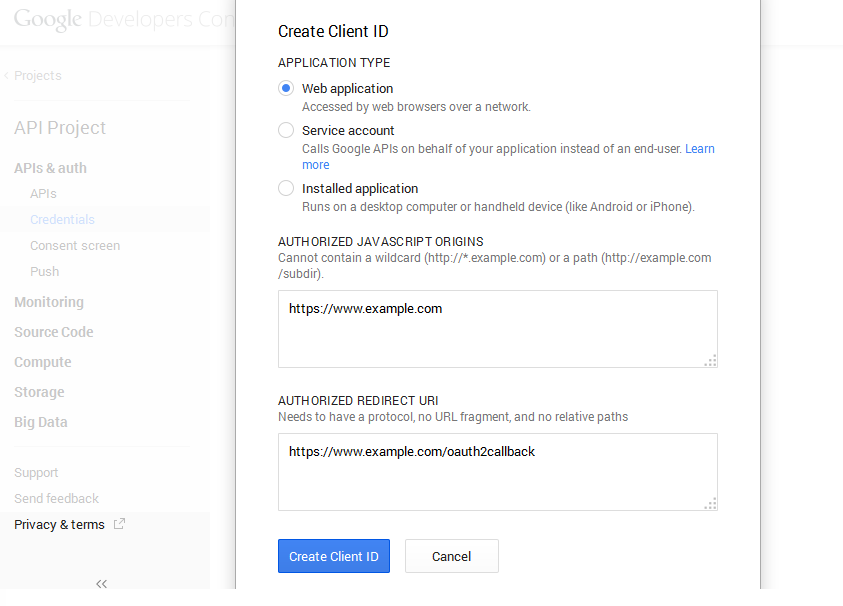 Google Developers Con
Projects
API Project
APIs & auth
APIs
Credentials
Consent screen
Push
Monitoring
Source Code
Compute
Storage
Big Data
Support
Send feedback
Privacy & terms
Create Client ID
APPLICATION TYPE
Web application
Accessed by web browsers over a network.
Service account
Calls Google APIs on behalf of your application instead of an end-user. Learn
more
Installed application
Runs on a desktop computer or handheld device (like Android or iPhone).
AUTHORIZED JAVASCRIPT ORIGINS
Cannot contain a wildcard (http://*.example.com) or a path (http://example.com
/subdir).
https://www.example.com
AUTHORIZED REDIRECT URI
Needs to have a protocol, no URL fragment, and no relative paths
https://www.example.com/oauth2callback
Create Client ID
Cancel